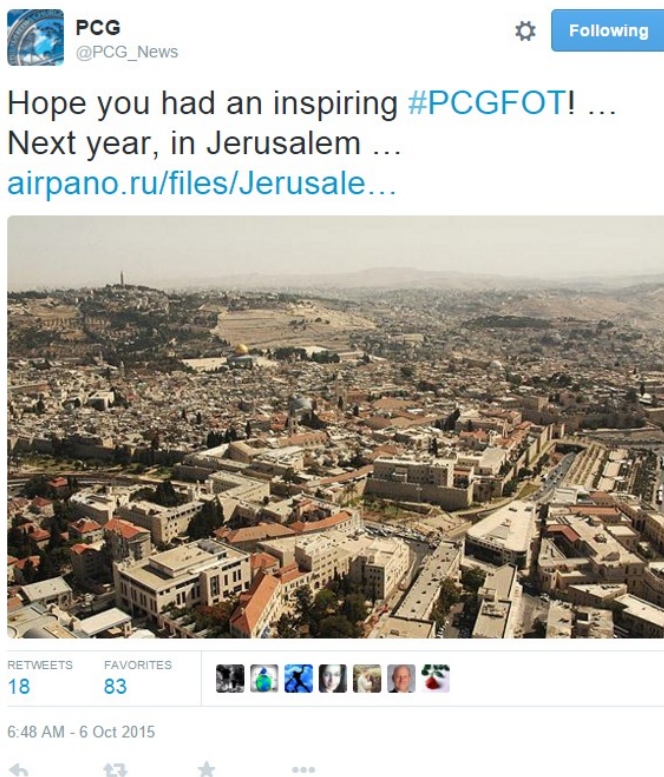 PCG
@PCG_News
Following
Hope you had an inspiring #PCGFOT! ...
Next year, in Jerusalem ...
airpano.ru/files/Jerusale...
RETWEETS FAVORITES
18 83
6:48 AM - 6 Oct 2015